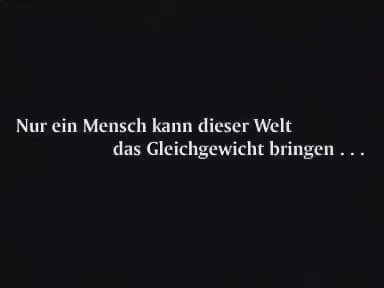 Nur ein Mensch kann dieser Welt
das Gleichgewicht bringen . . .